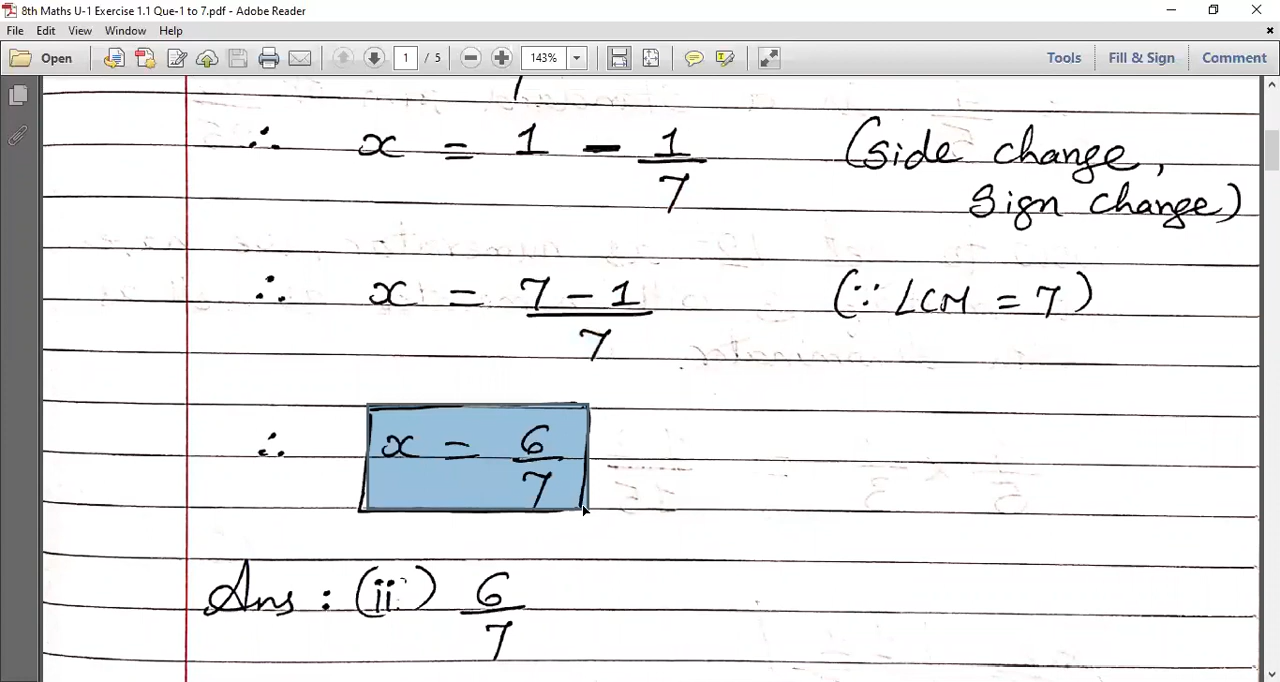 8th Maths U-1 Exercise 1.1 Que-1 to 7.pdf - Adobe Reader
File Edit View Window Help
Open 1 / 5 143% Tools Fill & Sign Comment
∴ x = 1 - 1/7 (side change,
sign change)
∴ x = 7 - 1/7 (∵ LCM = 7)
∴ x = 6/7
Ans : (ii) 6/7